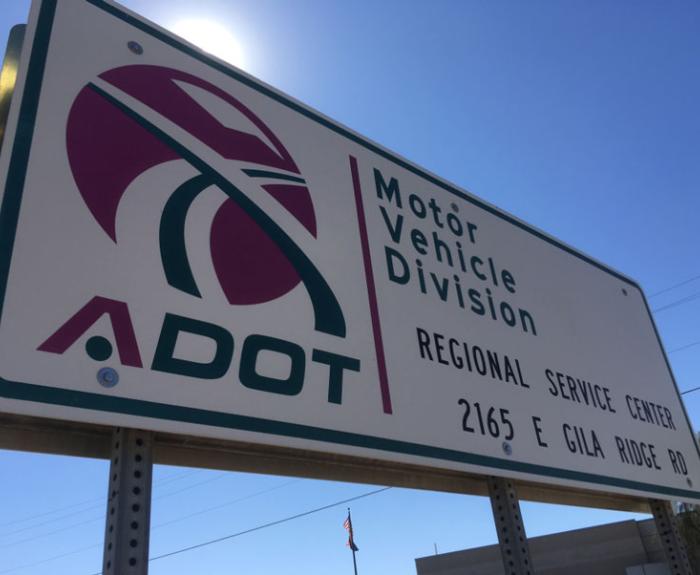 ADOT
Motor
Vehicle
Division
REGIONAL SERVICE CENTER
2165 E GILA RIDGE RD